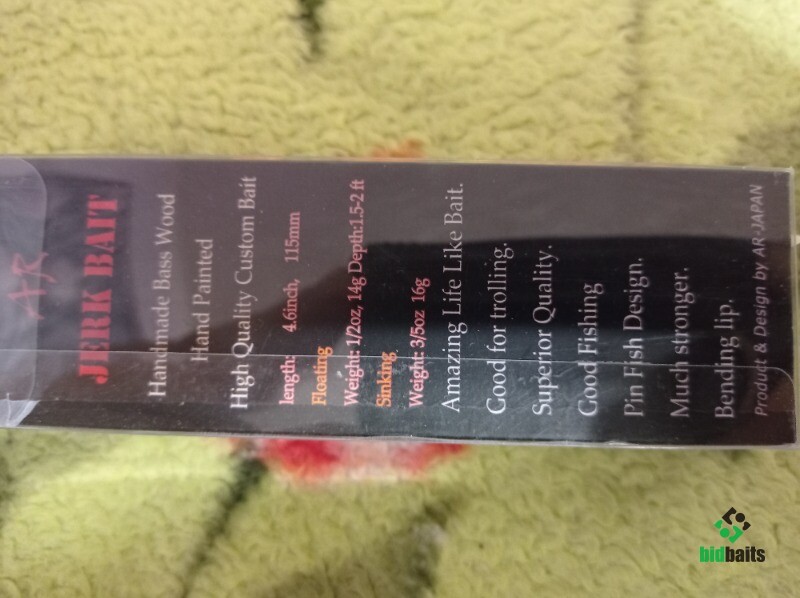 AR
JERK BAIT
Handmade Bass Wood
Hand Painted
High Quality Custom Bait
length: 4.6inch, 115mm
Floating
Weight: 1/2oz, 14g Depth:1.5-2 ft
Sinking
Weight: 3/5oz 16g
Amazing Life Like Bait.
Good for trolling.
Superior Quality.
Good Fishing
Pin Fish Design.
Much stronger.
Bending lip.
Product & Design by AR-JAPAN
bidbaits